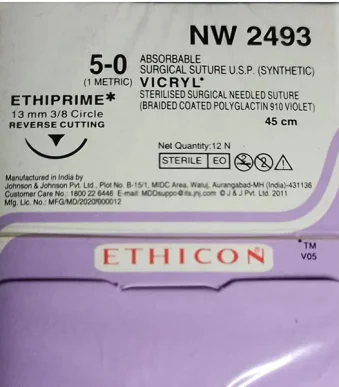 NW 2493
5-0 ABSORBABLE
SURGICAL SUTURE U.S.P. (SYNTHETIC)
(1 METRIC) VICRYL*
ETHIPRIME* STERILISED SURGICAL NEEDLED SUTURE
13 mm 3/8 Circle (BRAIDED COATED POLYGLACTIN 910 VIOLET)
REVERSE CUTTING 45 cm
Net Quantity:12 N
STERILE EO
Manufactured in India by
Johnson & Johnson Pvt. Ltd., Plot No. B-15/1, MIDC Area, Waluj, Aurangabad-MH (India)-431136
Customer Care No.: 1800 22 6446 E-mail: MDDsuppo@its.jnj.com © J & J Pvt. Ltd. 2011
Mfg. Lic. No.: MFG/MD/2020/000012
ETHICON
*TM
V05